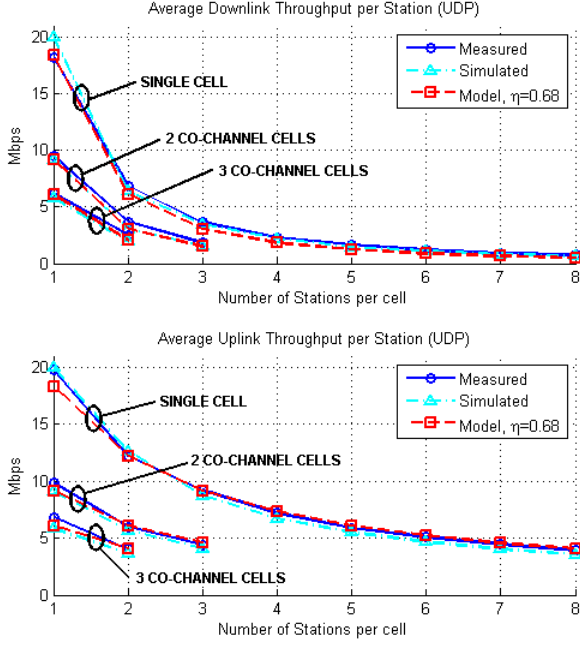 Average Downlink Throughput per Station (UDP)
20
15
10
5
0
Mbps
Measured
Simulated
Model, η=0.68
SINGLE CELL
2 CO-CHANNEL CELLS
3 CO-CHANNEL CELLS
1 2 3 4 5 6 7 8
Number of Stations per cell
Average Uplink Throughput per Station (UDP)
20
15
10
5
0
Mbps
Measured
Simulated
Model, η=0.68
SINGLE CELL
2 CO-CHANNEL CELLS
3 CO-CHANNEL CELLS
1 2 3 4 5 6 7 8
Number of Stations per cell